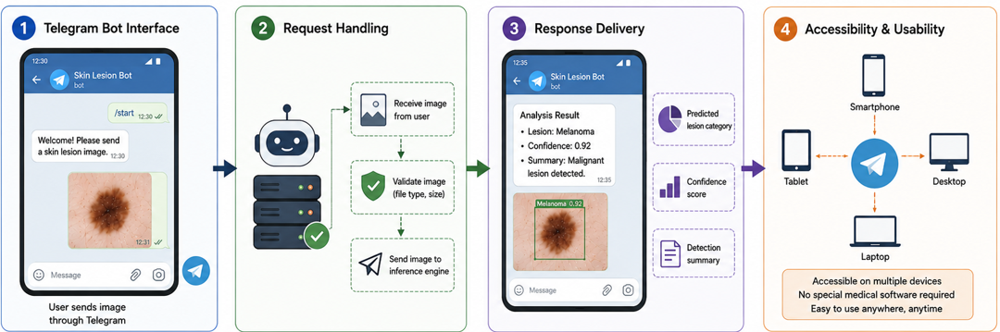 1 Telegram Bot Interface
12:30
Skin Lesion Bot
bot
/start 12:30
Welcome! Please send
a skin lesion image. 12:30
12:31
Message
User sends image
through Telegram
2 Request Handling
Receive image
from user
Validate image
(file type, size)
Send image to
inference engine
3 Response Delivery
12:35
Skin Lesion Bot
bot
Analysis Result
• Lesion: Melanoma
• Confidence: 0.92
• Summary: Malignant
lesion detected.
12:35
Melanoma 0.92
Message
Predicted
lesion category
Confidence
score
Detection
summary
4 Accessibility & Usability
Smartphone
Tablet
Desktop
Laptop
Accessible on multiple devices
No special medical software required
Easy to use anywhere, anytime